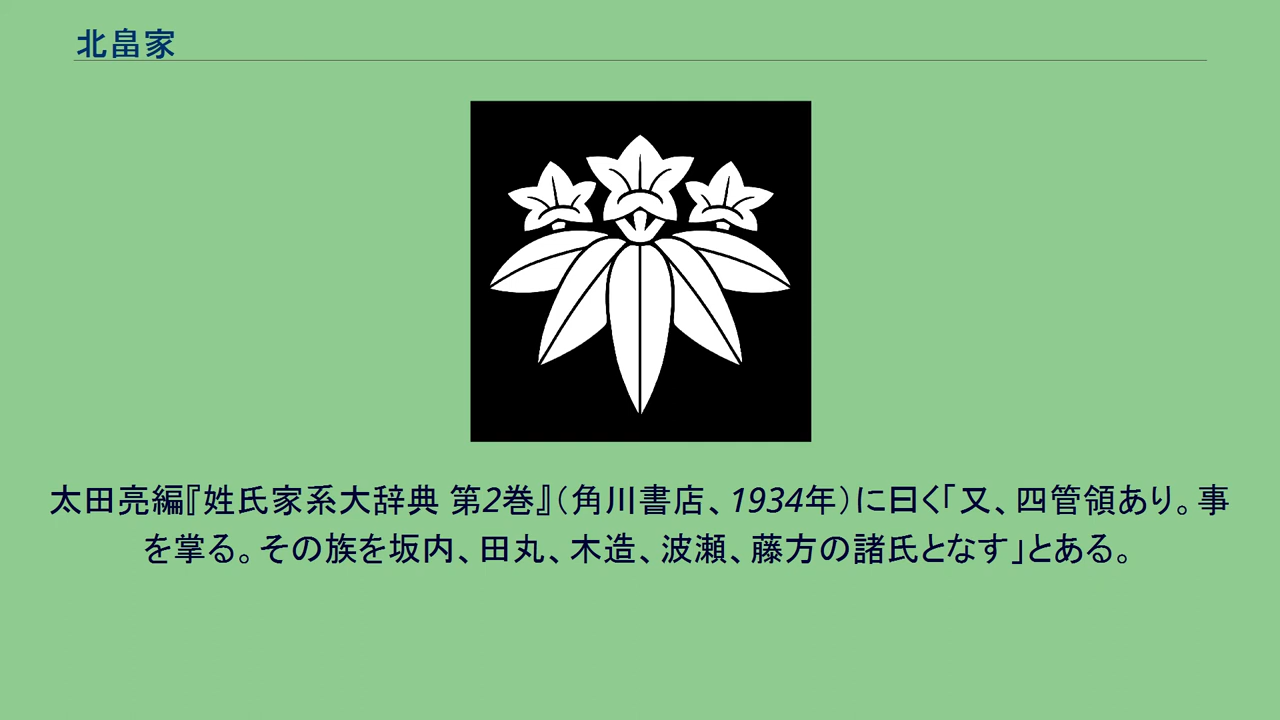 北畠家
太田亮編『姓氏家系大辞典 第2巻』（角川書店、1934年）に曰く「又、四管領あり。事
を掌る。その族を坂内、田丸、木造、波瀬、藤方の諸氏となす」とある。